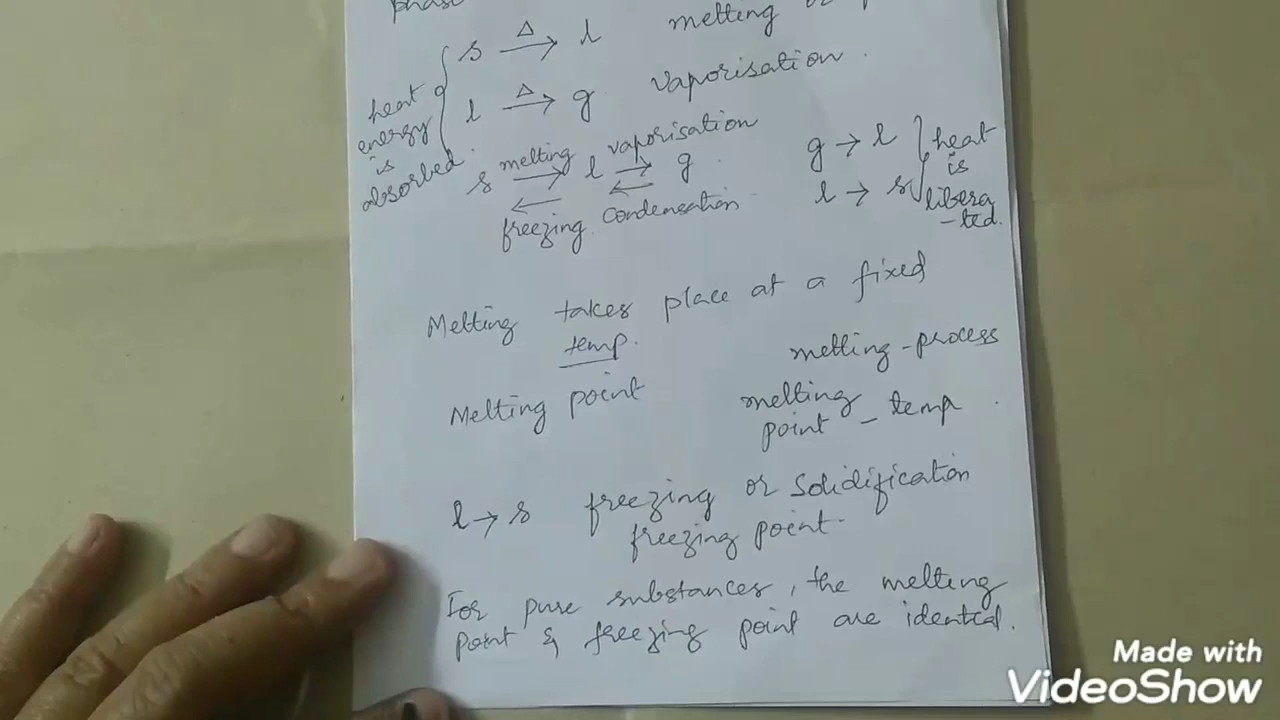 phase
s Δ→ l melting or
l Δ→ g vaporisation.
heat energy is absorbed.
s melting→ l vaporisation→ g
← freezing ← condensation
g → l
l → s
heat is libera-ted.
Melting takes place at a fixed
temp.
Melting point
melting - process
melting
point - temp.
l → s freezing or solidification
freezing point.
For pure substances, the melting
point & freezing point are identical.
Made with
VideoShow